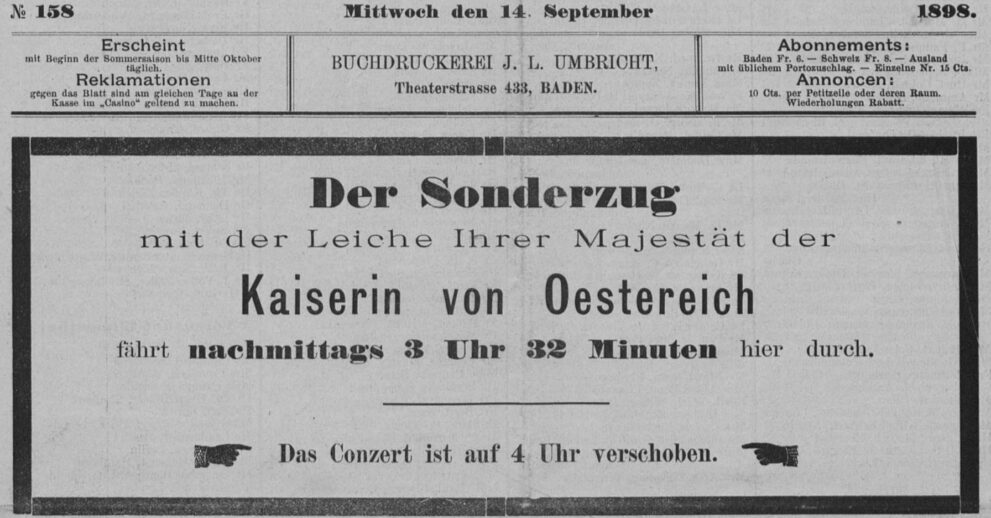 № 158
Mittwoch den 14. September
1898.
Erscheint
mit Beginn der Sommersaison bis Mitte Oktober
täglich.
Reklamationen
gegen das Blatt sind am gleichen Tage an der
Kasse im „Casino“ geltend zu machen.
BUCHDRUCKEREI J. L. UMBRICHT,
Theaterstrasse 433, BADEN.
Abonnements:
Baden Fr. 6. — Schweiz Fr. 8. — Ausland
mit üblichem Portozuschlag. — Einzelne Nr. 15 Cts.
Annoncen:
10 Cts. per Petitzeile oder deren Raum.
Wiederholungen Rabatt.
Der Sonderzug
mit der Leiche Ihrer Majestät der
Kaiserin von Oestereich
fährt nachmittags 3 Uhr 32 Minuten hier durch.
Das Conzert ist auf 4 Uhr verschoben.